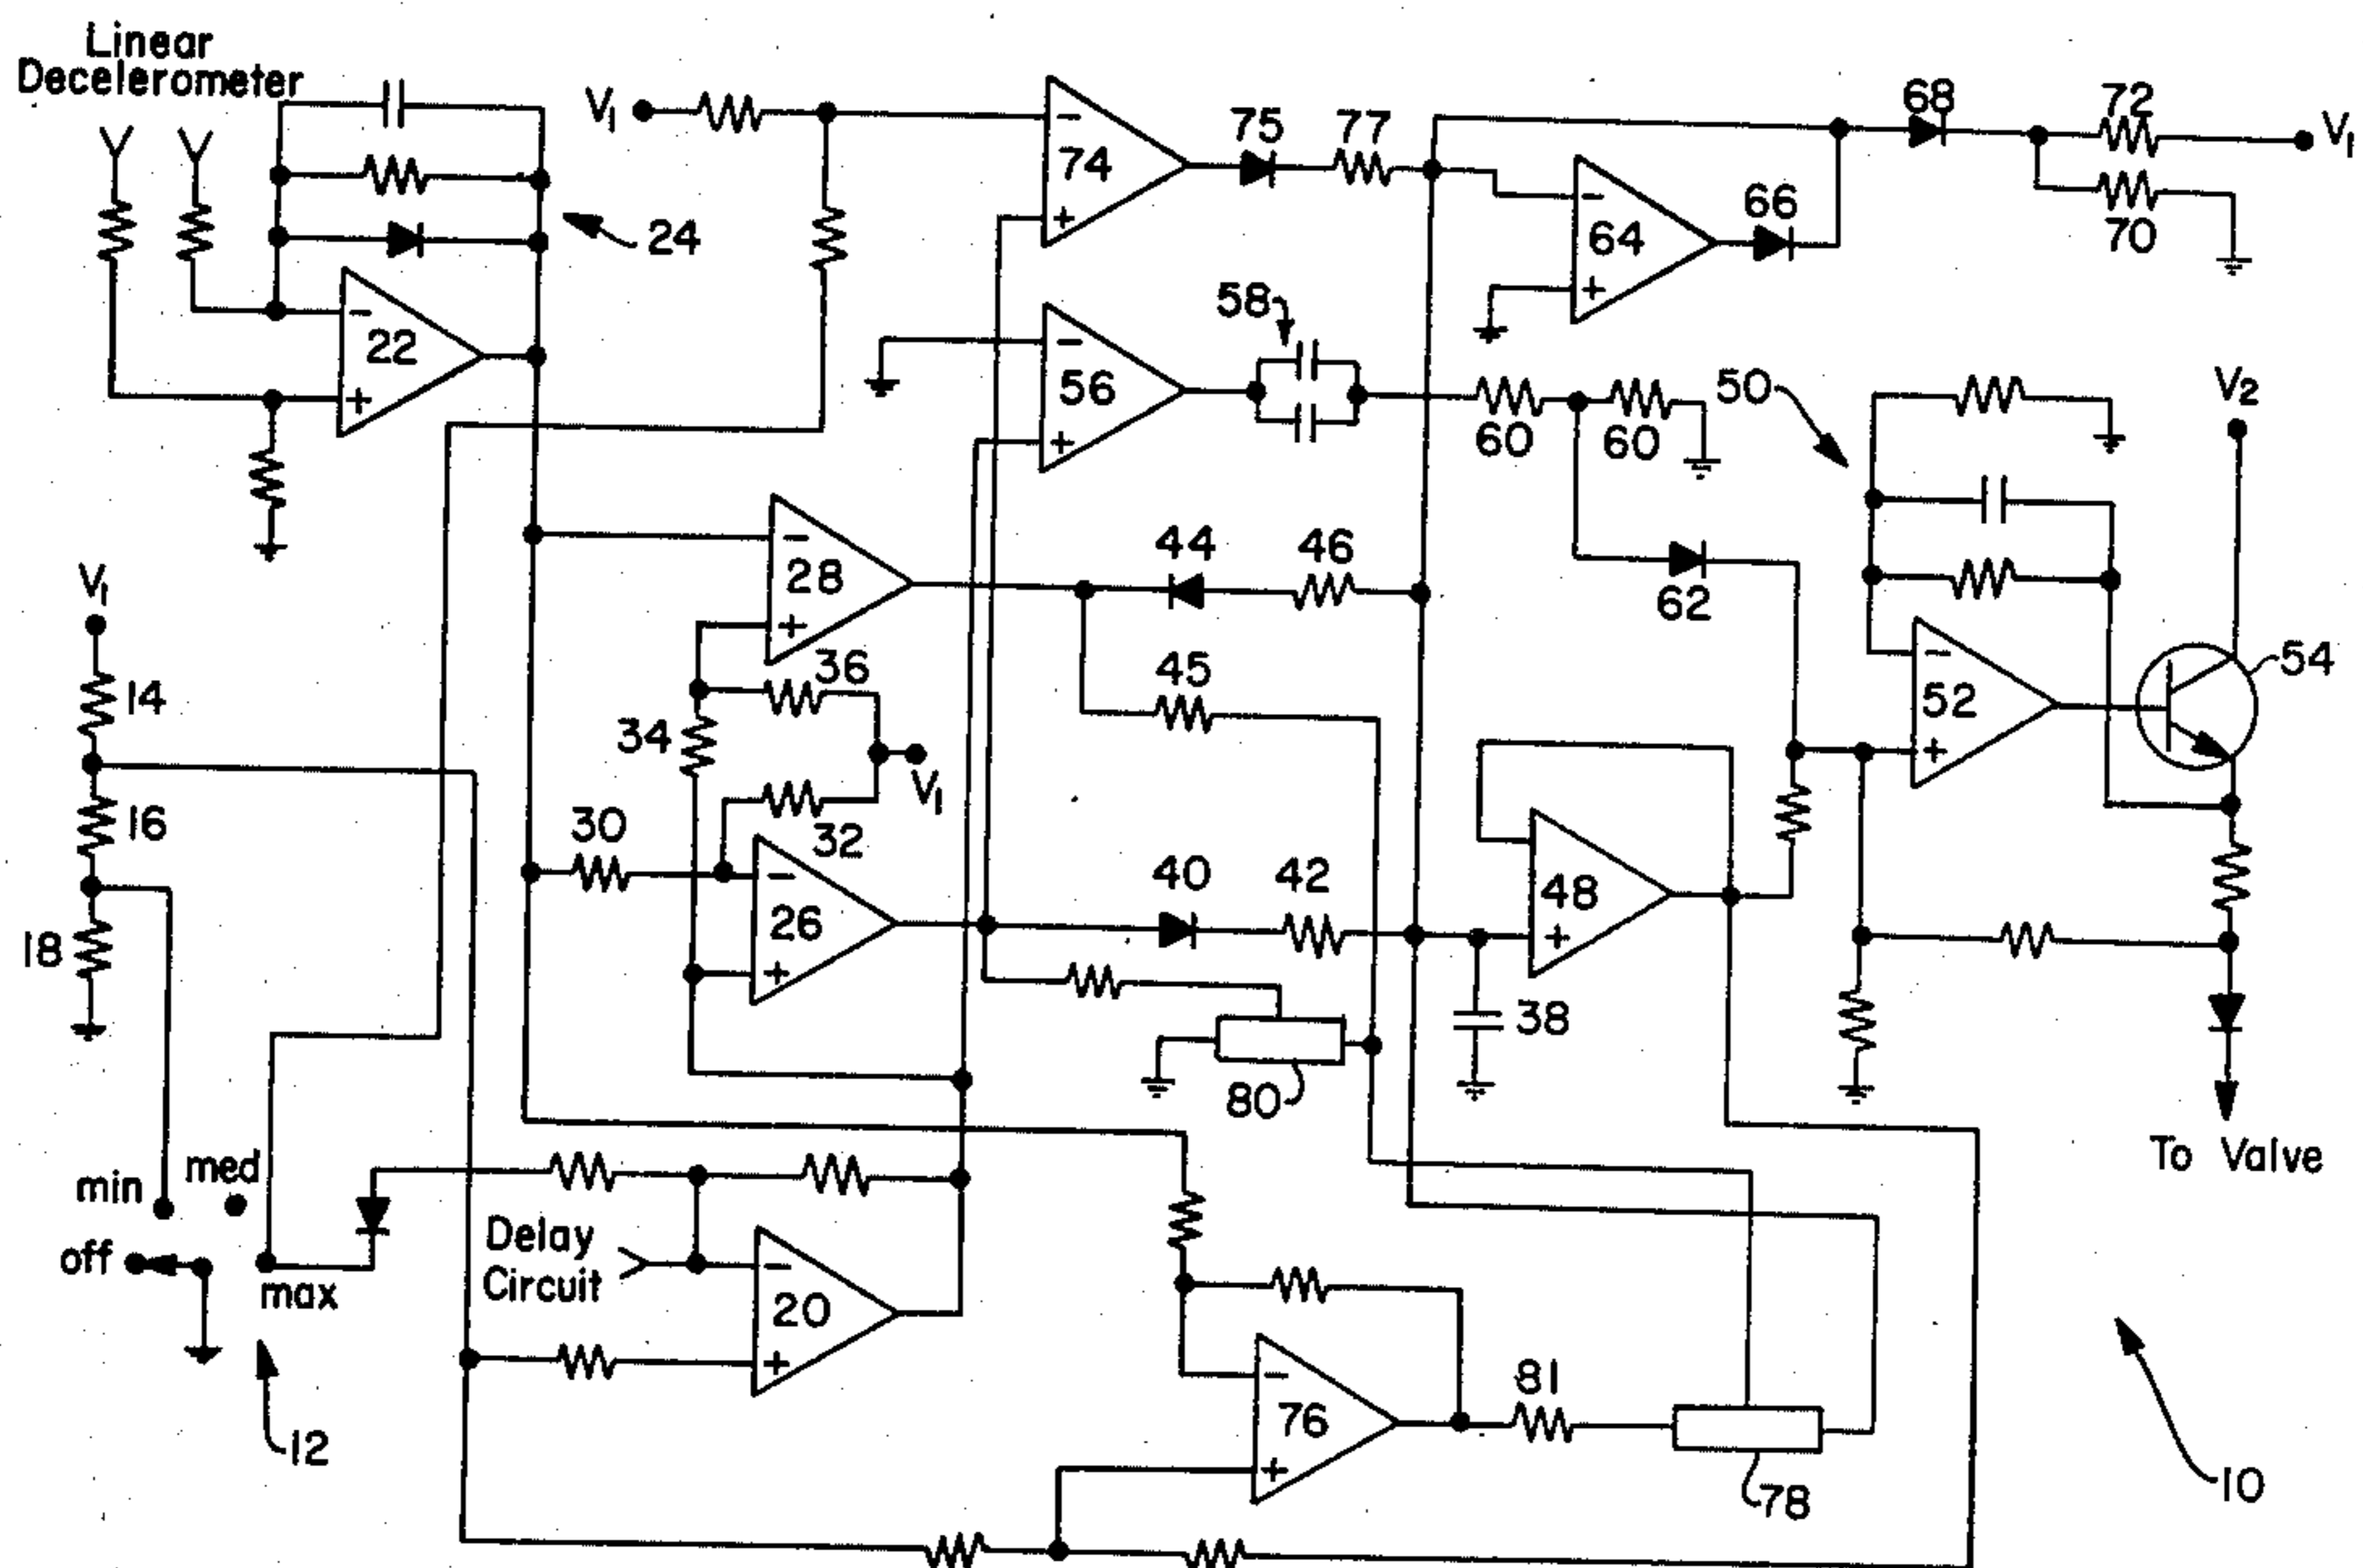 Linear
Decelerometer
V1
74
75
77
68
72
V1
24
66
64
70
22
58
56
60
60
50
V2
V1
28
44
46
62
54
14
36
45
52
34
V1
16
30
32
40
42
48
18
26
38
80
To Valve
min
med
Delay
Circuit
off
max
20
81
76
12
78
10
- + - + - + - + - + - + + - + - + - +